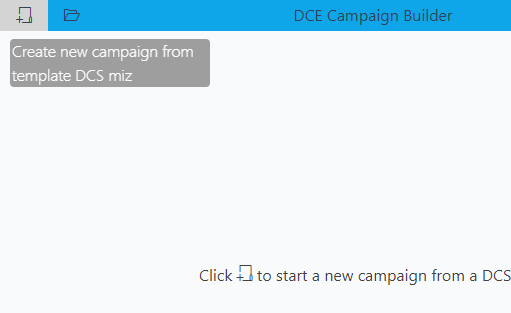 DCE Campaign Builder
Create new campaign from
template DCS miz
Click to start a new campaign from a DCS